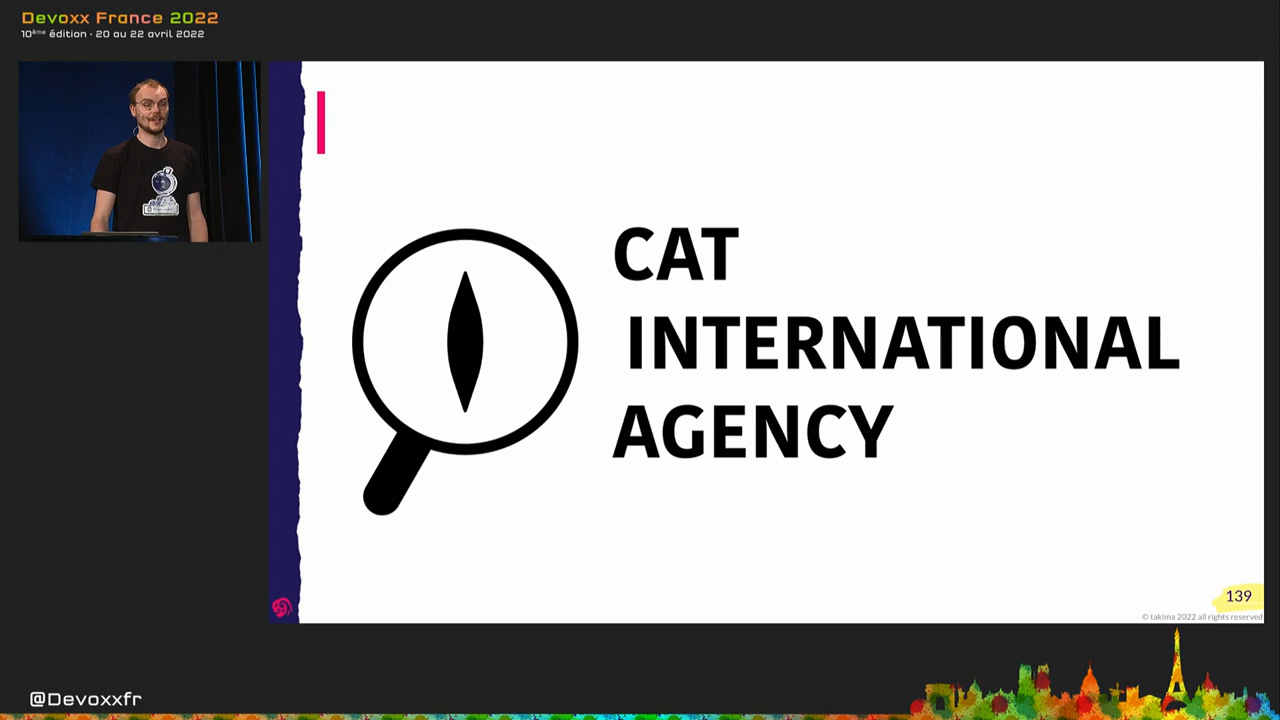 Devoxx France 2022
10ème édition - 20 au 22 avril 2022
CAT
INTERNATIONAL
AGENCY
139
© takima 2022 all rights reserved
@Devoxxfr